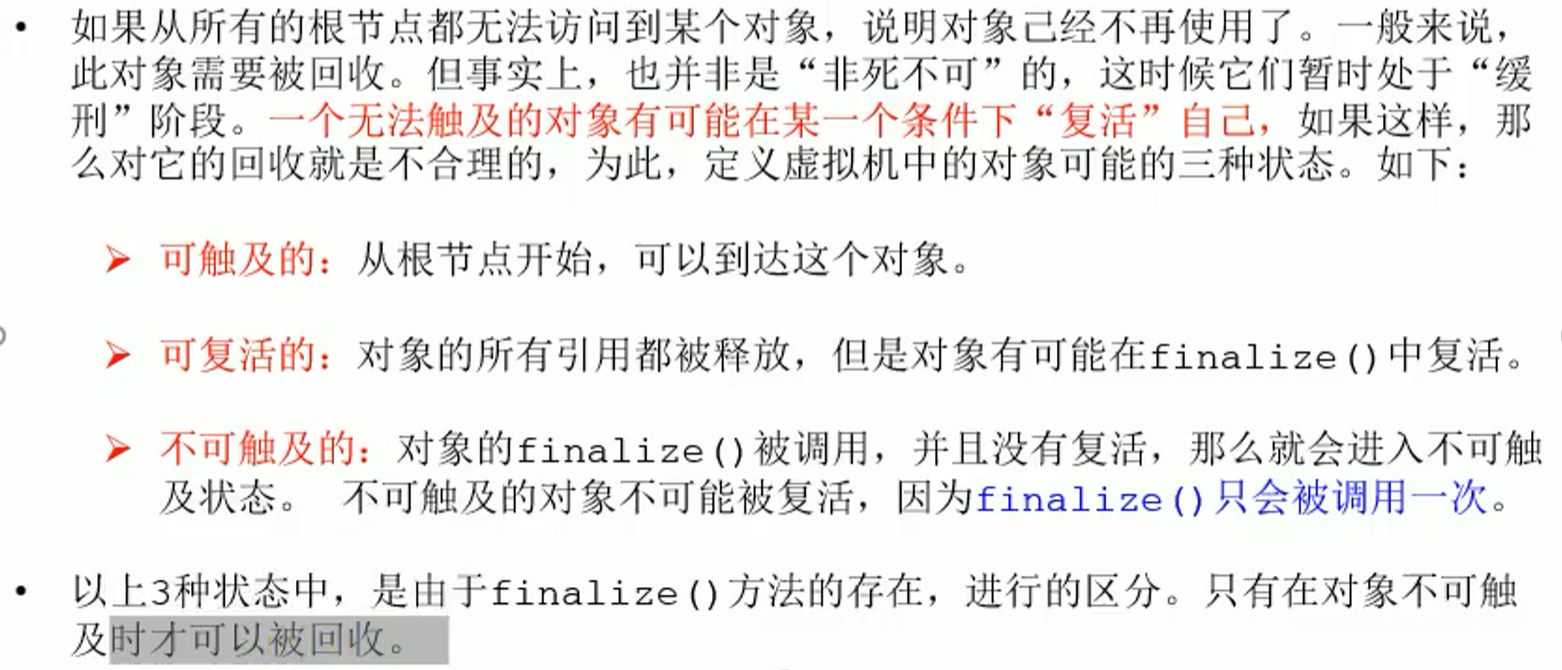 • 如果从所有的根节点都无法访问到某个对象，说明对象己经不再使用了。一般来说，
此对象需要被回收。但事实上，也并非是“非死不可”的，这时候它们暂时处于“缓
刑”阶段。一个无法触及的对象有可能在某一个条件下“复活”自己，如果这样，那
么对它的回收就是不合理的，为此，定义虚拟机中的对象可能的三种状态。如下：
➢ 可触及的：从根节点开始，可以到达这个对象。
➢ 可复活的：对象的所有引用都被释放，但是对象有可能在finalize()中复活。
➢ 不可触及的：对象的finalize()被调用，并且没有复活，那么就会进入不可触
及状态。 不可触及的对象不可能被复活，因为finalize()只会被调用一次。
• 以上3种状态中，是由于finalize()方法的存在，进行的区分。只有在对象不可触
及时才可以被回收。